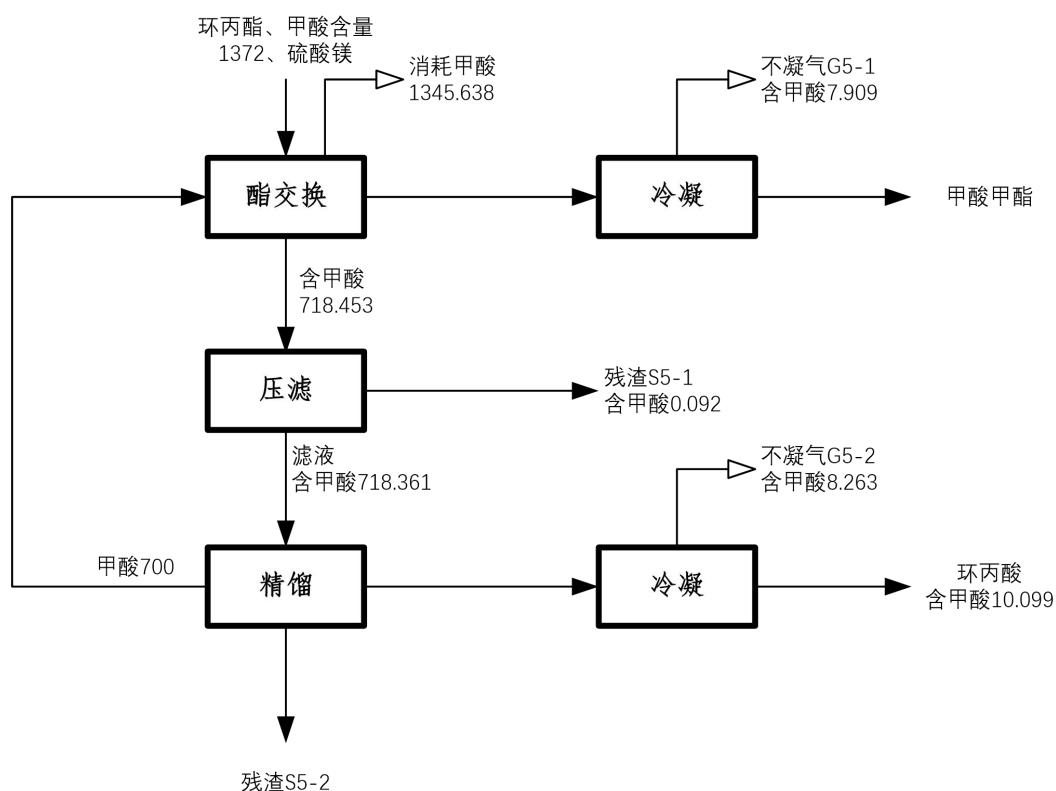 环丙酯、甲酸含量
1372、硫酸镁
消耗甲酸
1345.638
不凝气G5-1
含甲酸7.909
酯交换
冷凝
甲酸甲酯
含甲酸
718.453
压滤
残渣S5-1
含甲酸0.092
滤液
含甲酸718.361
不凝气G5-2
含甲酸8.263
甲酸700
精馏
冷凝
环丙酸
含甲酸10.099
残渣S5-2